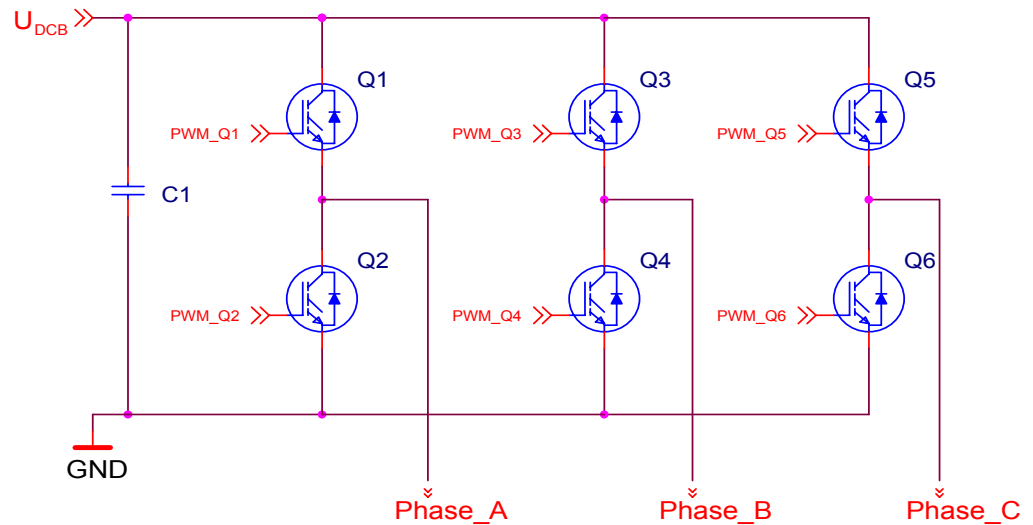 U_DCB
Q1
Q3
Q5
PWM_Q1
PWM_Q3
PWM_Q5
C1
Q2
Q4
Q6
PWM_Q2
PWM_Q4
PWM_Q6
GND
Phase_A
Phase_B
Phase_C